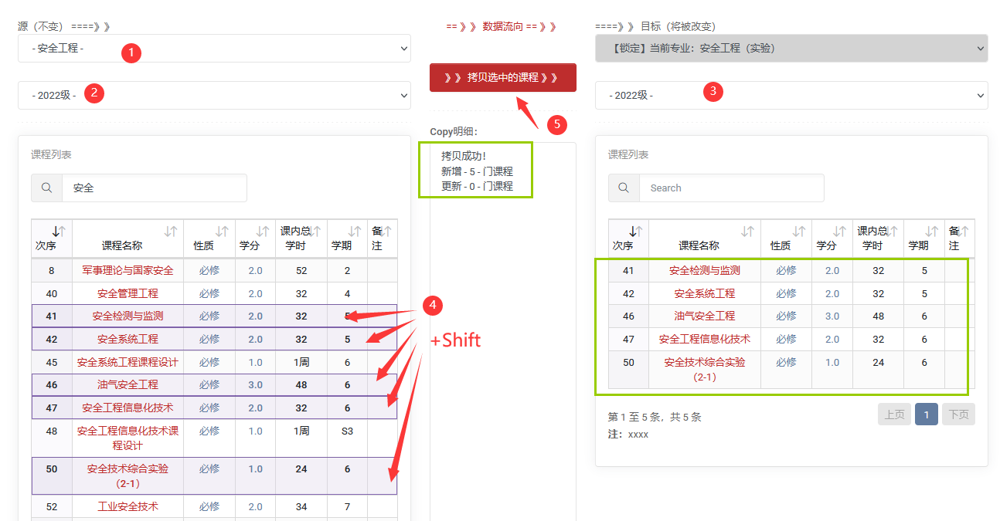 源（不变） ====》》
== 》》 数据流向 == 》》
====》》 目标（将被改变）
- 安全工程 -
1
【锁定】当前专业：安全工程（实验）
》》 拷贝选中的课程 》》
- 2022级 -
2
- 2022级 -
3
5
Copy明细：
拷贝成功！
新增 - 5 - 门课程
更新 - 0 - 门课程
课程列表
安全
次序 课程名称 性质 学分 课内总学时 学期 备注
8 军事理论与国家安全 必修 2.0 52 2
40 安全管理工程 必修 2.0 32 4
41 安全检测与监测 必修 2.0 32 5
42 安全系统工程 必修 2.0 32 5
45 安全系统工程课程设计 必修 1.0 1周 6
46 油气安全工程 必修 3.0 48 6
47 安全工程信息化技术 必修 2.0 32 6
48 安全工程信息化技术课 必修 1.0 1周 S3
程设计
50 安全技术综合实验 必修 1.0 24 6
（2-1）
52 工业安全技术 必修 2.0 34 7
4
+Shift
课程列表
Search
次序 课程名称 性质 学分 课内总学时 学期 备注
41 安全检测与监测 必修 2.0 32 5
42 安全系统工程 必修 2.0 32 5
46 油气安全工程 必修 3.0 48 6
47 安全工程信息化技术 必修 2.0 32 6
50 安全技术综合实验 必修 1.0 24 6
（2-1）
第 1 至 5 条，共 5 条
上页 1 下页
注：xxxx